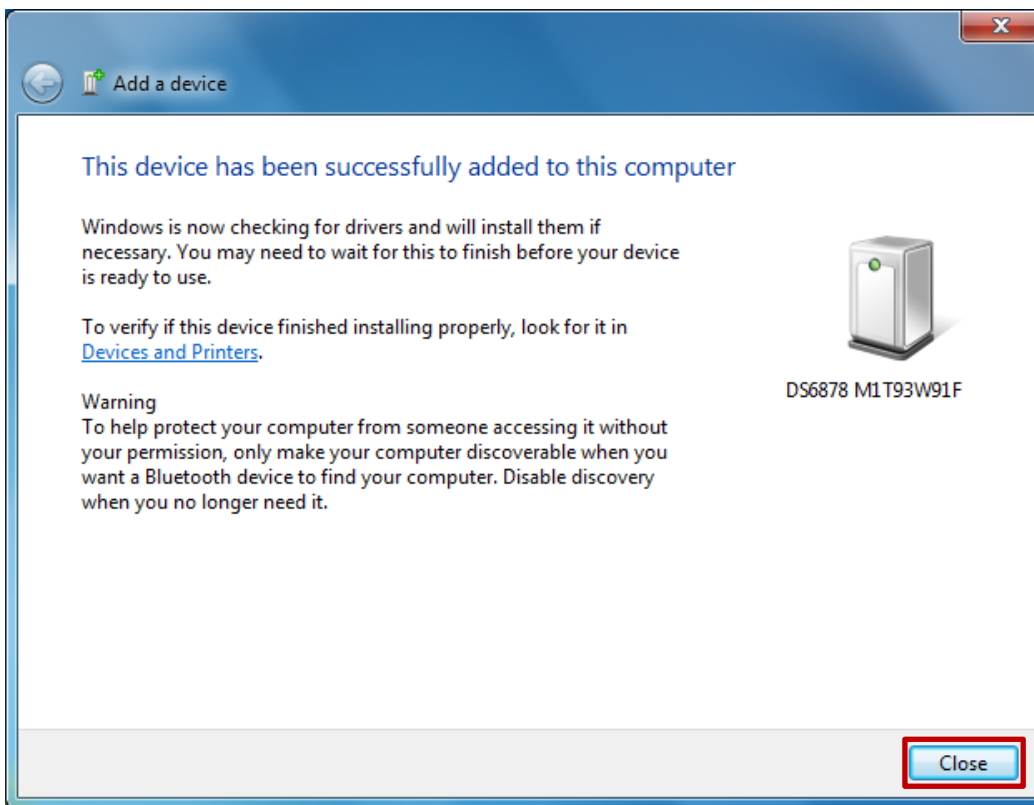 Add a device
This device has been successfully added to this computer
Windows is now checking for drivers and will install them if
necessary. You may need to wait for this to finish before your device
is ready to use.
To verify if this device finished installing properly, look for it in
Devices and Printers.
DS6878 M1T93W91F
Warning
To help protect your computer from someone accessing it without
your permission, only make your computer discoverable when you
want a Bluetooth device to find your computer. Disable discovery
when you no longer need it.
Close